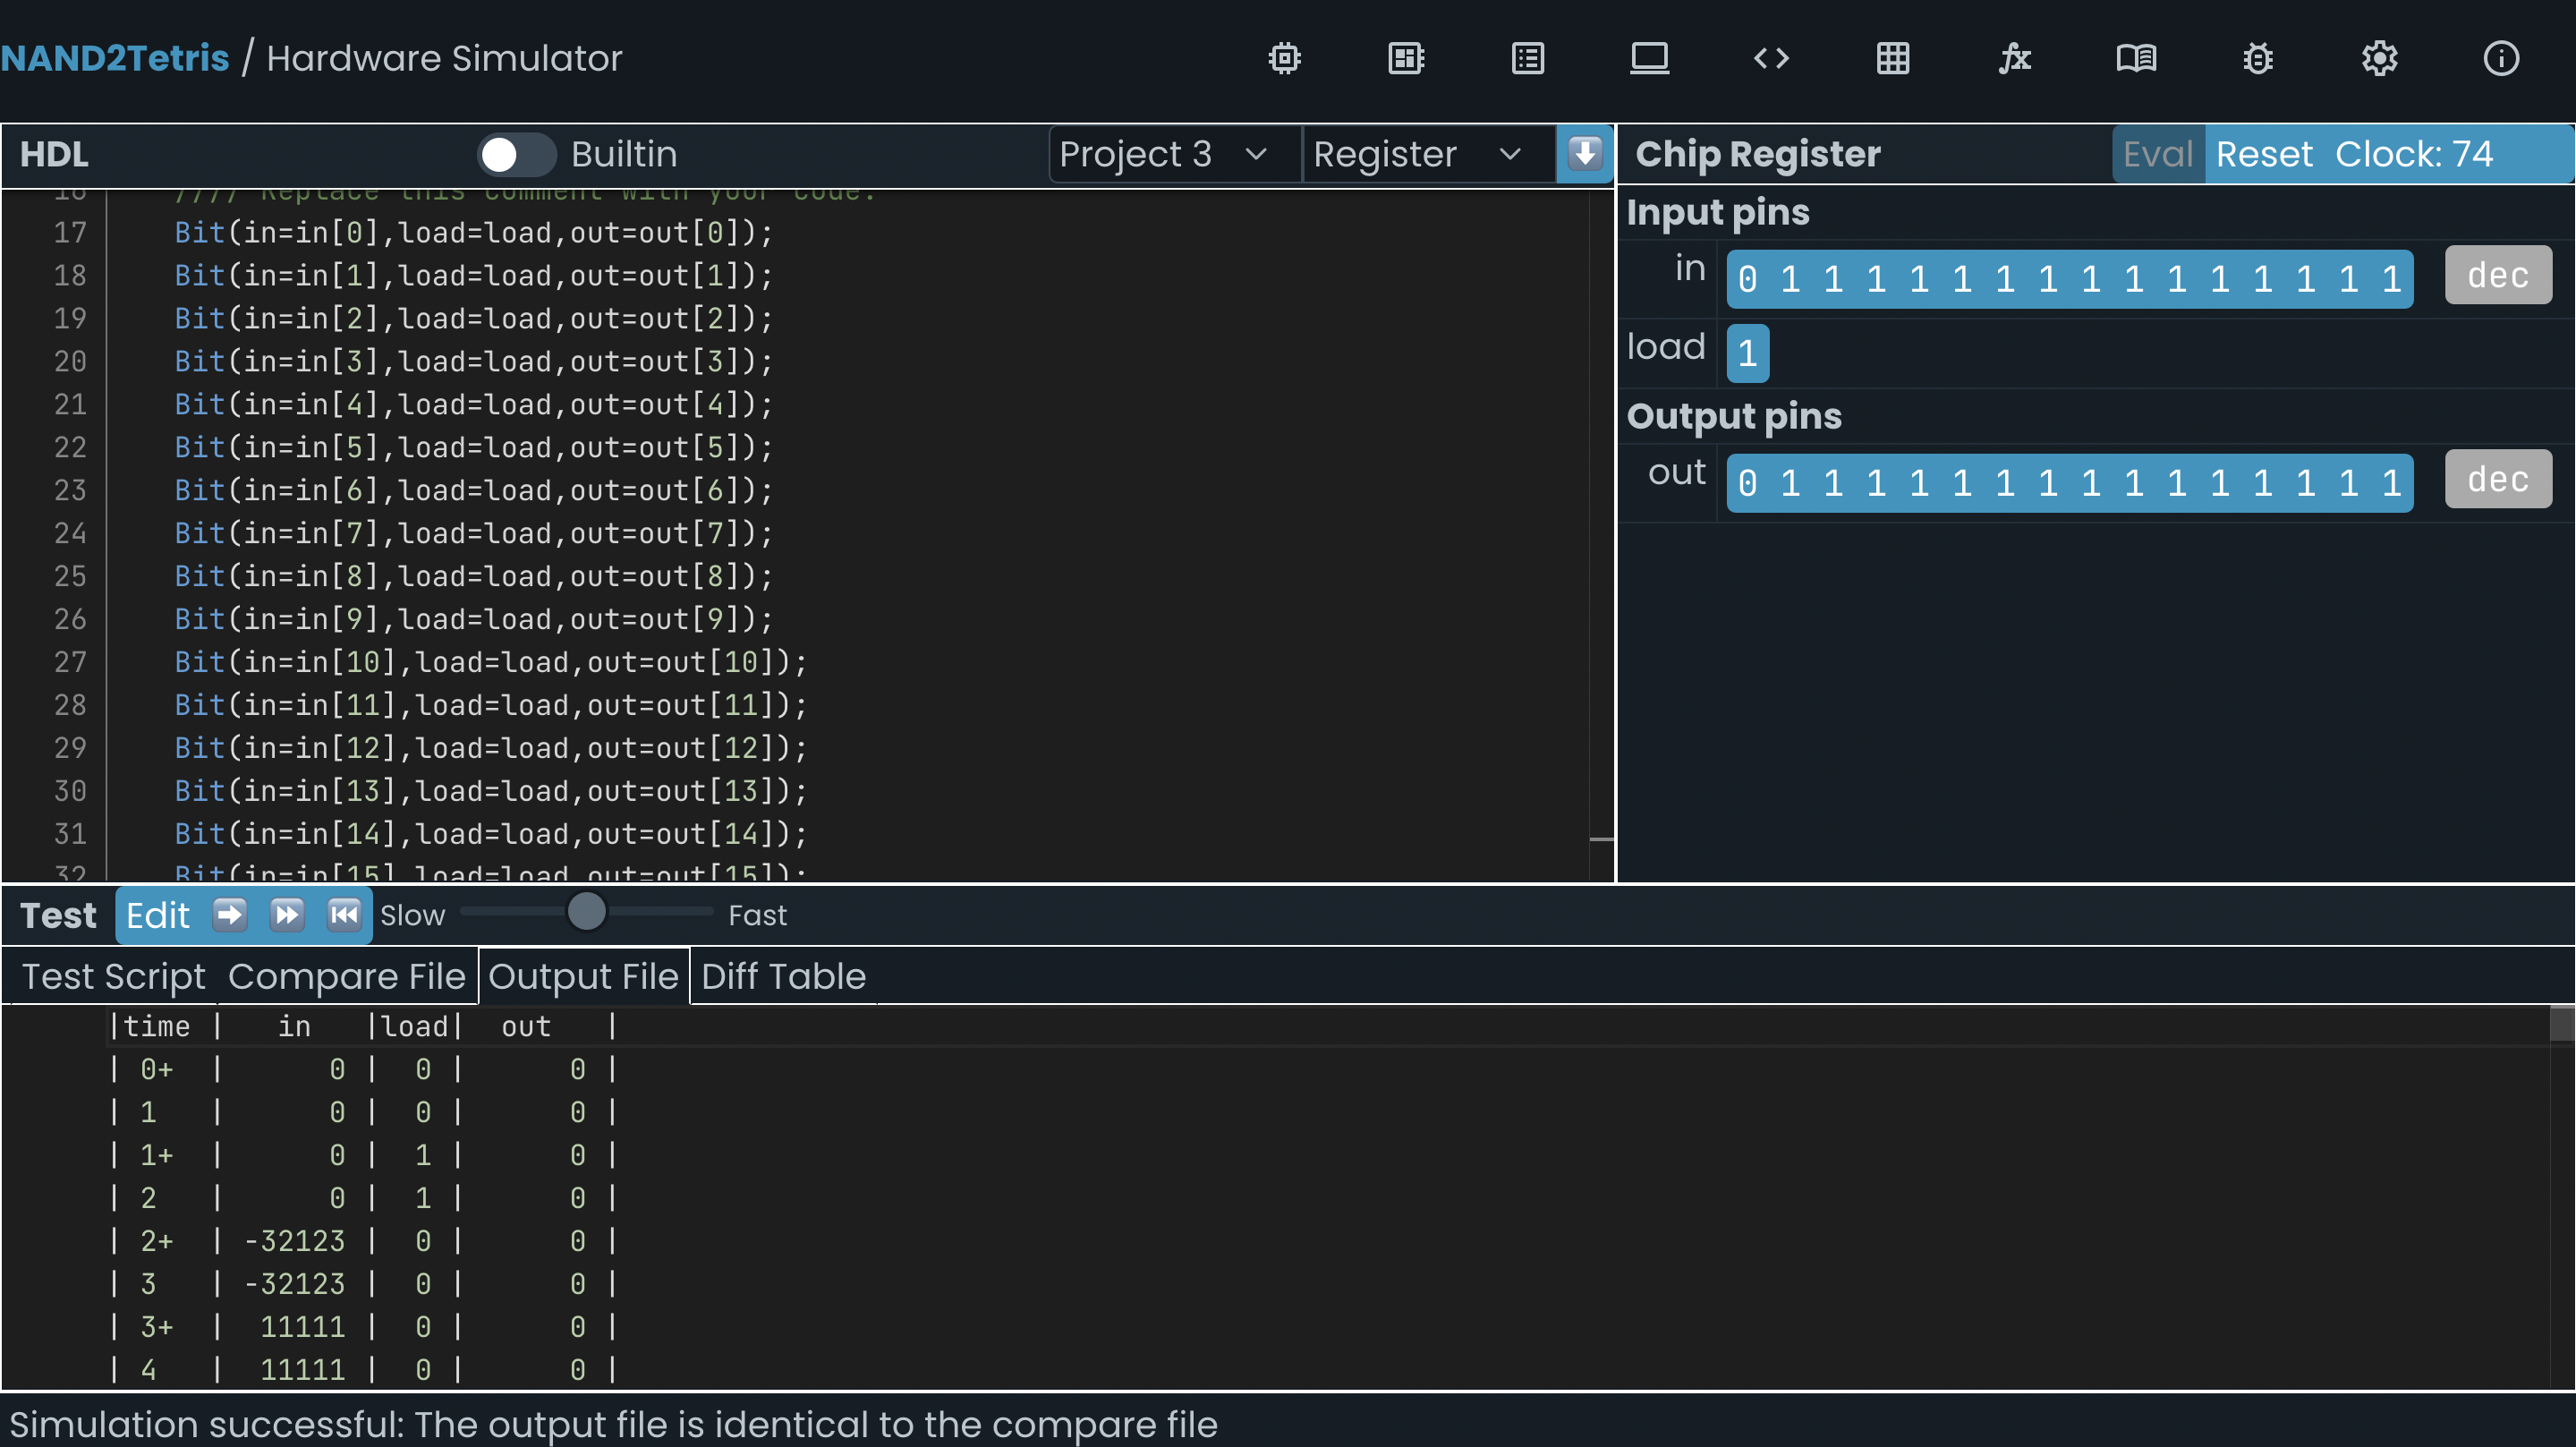 NAND2Tetris / Hardware Simulator
HDL Builtin Project 3 Register
16 //// Replace this comment with your code.
17 Bit(in=in[0],load=load,out=out[0]);
18 Bit(in=in[1],load=load,out=out[1]);
19 Bit(in=in[2],load=load,out=out[2]);
20 Bit(in=in[3],load=load,out=out[3]);
21 Bit(in=in[4],load=load,out=out[4]);
22 Bit(in=in[5],load=load,out=out[5]);
23 Bit(in=in[6],load=load,out=out[6]);
24 Bit(in=in[7],load=load,out=out[7]);
25 Bit(in=in[8],load=load,out=out[8]);
26 Bit(in=in[9],load=load,out=out[9]);
27 Bit(in=in[10],load=load,out=out[10]);
28 Bit(in=in[11],load=load,out=out[11]);
29 Bit(in=in[12],load=load,out=out[12]);
30 Bit(in=in[13],load=load,out=out[13]);
31 Bit(in=in[14],load=load,out=out[14]);
32 Bit(in=in[15],load=load,out=out[15]);
Chip Register Eval Reset Clock: 74
Input pins
in 0 1 1 1 1 1 1 1 1 1 1 1 1 1 1 1 dec
load 1
Output pins
out 0 1 1 1 1 1 1 1 1 1 1 1 1 1 1 1 dec
Test Edit Slow Fast
Test Script Compare File Output File Diff Table
|time | in |load| out |
| 0+ | 0 | 0 | 0 |
| 1 | 0 | 0 | 0 |
| 1+ | 0 | 1 | 0 |
| 2 | 0 | 1 | 0 |
| 2+ | -32123 | 0 | 0 |
| 3 | -32123 | 0 | 0 |
| 3+ | 11111 | 0 | 0 |
| 4 | 11111 | 0 | 0 |
Simulation successful: The output file is identical to the compare file